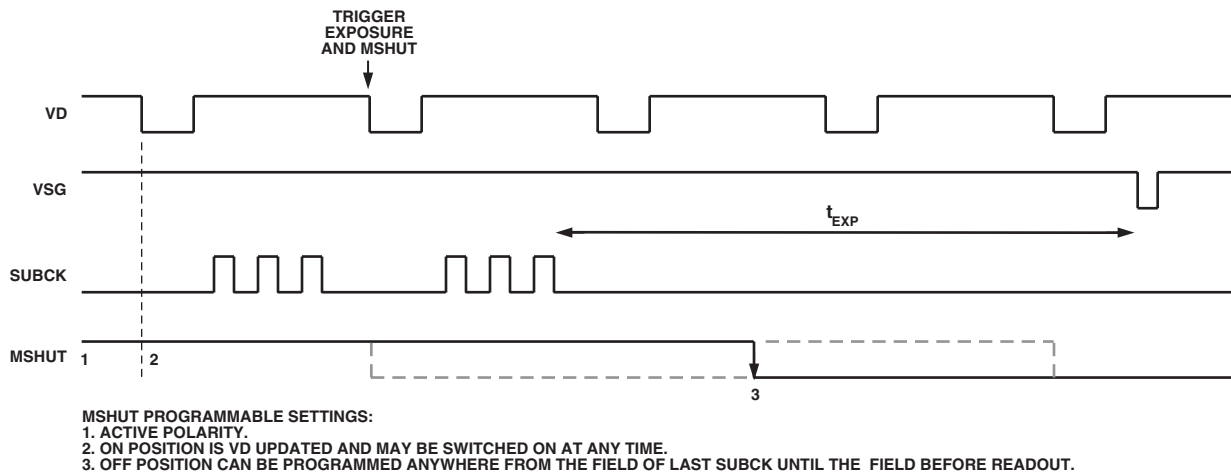 TRIGGER
EXPOSURE
AND MSHUT
VD
VSG
tEXP
SUBCK
MSHUT
1
2
3
MSHUT PROGRAMMABLE SETTINGS:
1. ACTIVE POLARITY.
2. ON POSITION IS VD UPDATED AND MAY BE SWITCHED ON AT ANY TIME.
3. OFF POSITION CAN BE PROGRAMMED ANYWHERE FROM THE FIELD OF LAST SUBCK UNTIL THE FIELD BEFORE READOUT.